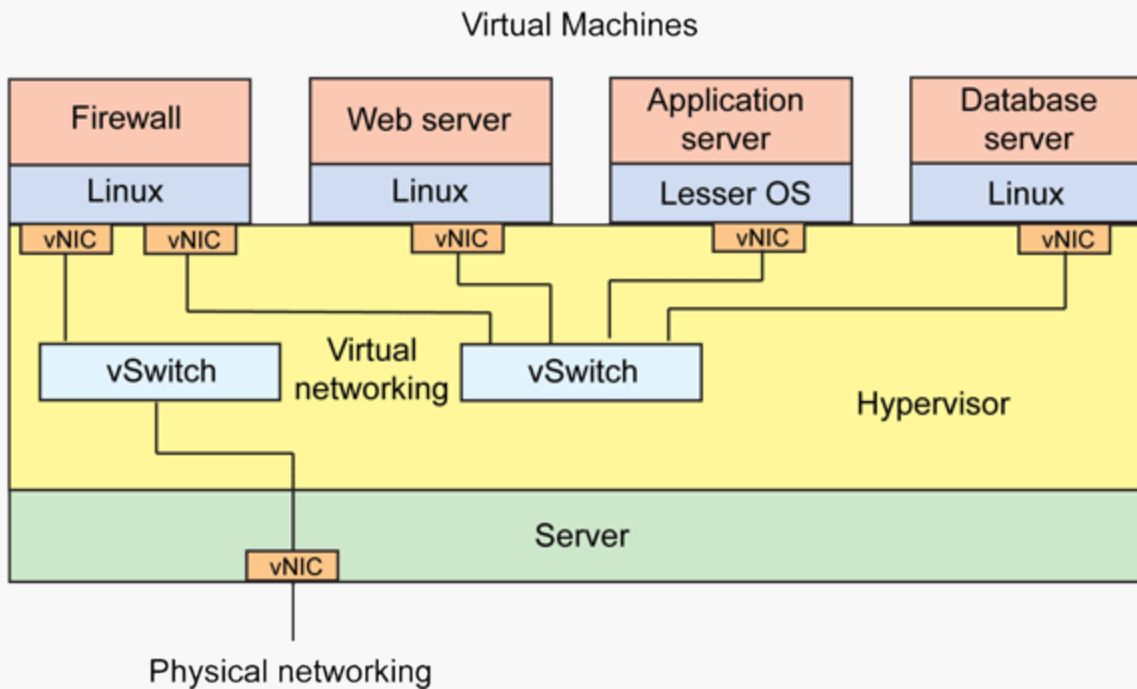 Virtual Machines
Firewall
Web server
Application
server
Database
server
Linux
Linux
Lesser OS
Linux
vNIC
vNIC
vNIC
vNIC
vNIC
vSwitch
Virtual
networking
vSwitch
Hypervisor
Server
vNIC
Physical networking